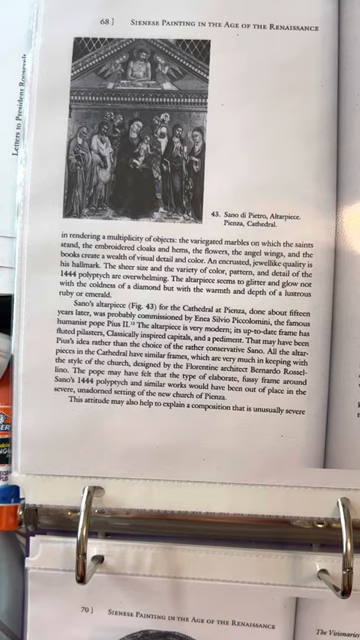 68 ] SIENESE PAINTING IN THE AGE OF THE RENAISSANCE
Letters to President Roosevelt
43. Sano di Pietro, Altarpiece.
Pienza, Cathedral.
in rendering a multiplicity of objects: the variegated marbles on which the saints
stand, the embroidered cloaks and hems, the flowers, the angel wings, and the
books create a wealth of visual detail and color. An encrusted, jewellike quality is
his hallmark. The sheer size and the variety of color, pattern, and detail of the
1444 polyptych are overwhelming. The altarpiece seems to glitter and glow not
with the coldness of a diamond but with the warmth and depth of a lustrous
ruby or emerald.
Sano's altarpiece (Fig. 43) for the Cathedral at Pienza, done about fifteen
years later, was probably commissioned by Enea Silvio Piccolomini, the famous
humanist pope Pius II. The altarpiece is very modern; its up-to-date frame has
fluted pilasters, Classically inspired capitals, and a pediment. That may have been
Pius's idea rather than the choice of the rather conservative Sano. All the altar-
pieces in the Cathedral have similar frames, which are very much in keeping with
the style of the church, designed by the Florentine architect Bernardo Rossel-
lino. The pope may have felt that the type of elaborate, fussy frame around
Sano's 1444 polyptych and similar works would have been out of place in the
severe, unadorned setting of the new church of Pienza.
This attitude may also help to explain a composition that is unusually severe
70 ] SIENESE PAINTING IN THE AGE OF THE RENAISSANCE
The Visionaries